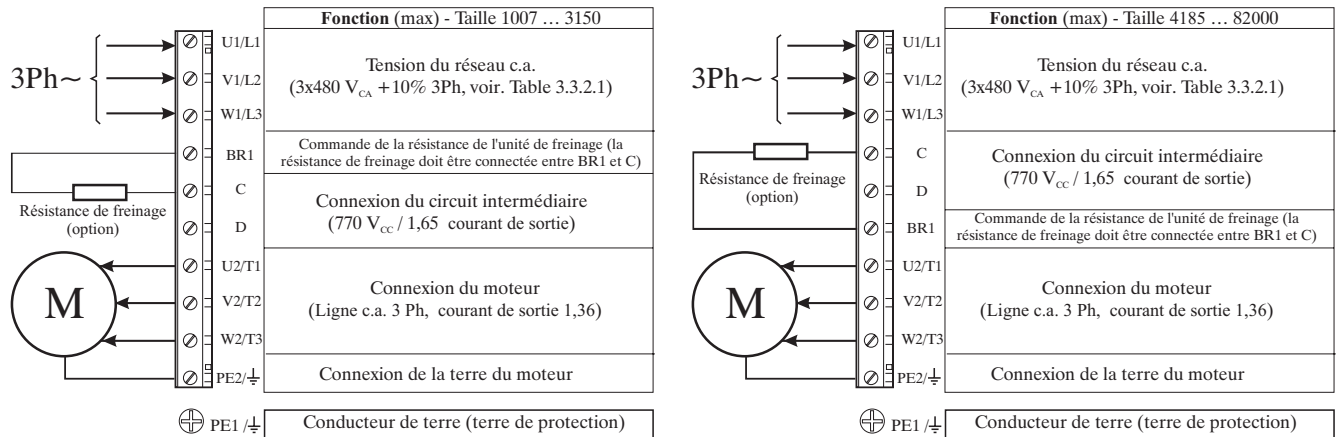 Fonction (max) - Taille 1007 … 3150
3Ph~
U1/L1
V1/L2
W1/L3
Tension du réseau c.a.
(3x480 VCA +10% 3Ph, voir. Table 3.3.2.1)
BR1
Commande de la résistance de l'unité de freinage (la
résistance de freinage doit être connectée entre BR1 et C)
Résistance de freinage
(option)
C
D
Connexion du circuit intermédiaire
(770 VCC / 1,65 courant de sortie)
M
U2/T1
V2/T2
W2/T3
Connexion du moteur
(Ligne c.a. 3 Ph, courant de sortie 1,36)
PE2/⏚
Connexion de la terre du moteur
PE1 /⏚
Conducteur de terre (terre de protection)
Fonction (max) - Taille 4185 … 82000
3Ph~
U1/L1
V1/L2
W1/L3
Tension du réseau c.a.
(3x480 VCA +10% 3Ph, voir. Table 3.3.2.1)
Résistance de freinage
(option)
C
D
Connexion du circuit intermédiaire
(770 VCC / 1,65 courant de sortie)
BR1
Commande de la résistance de l'unité de freinage (la
résistance de freinage doit être connectée entre BR1 et C)
M
U2/T1
V2/T2
W2/T3
Connexion du moteur
(Ligne c.a. 3 Ph, courant de sortie 1,36)
PE2/⏚
Connexion de la terre du moteur
PE1 /⏚
Conducteur de terre (terre de protection)